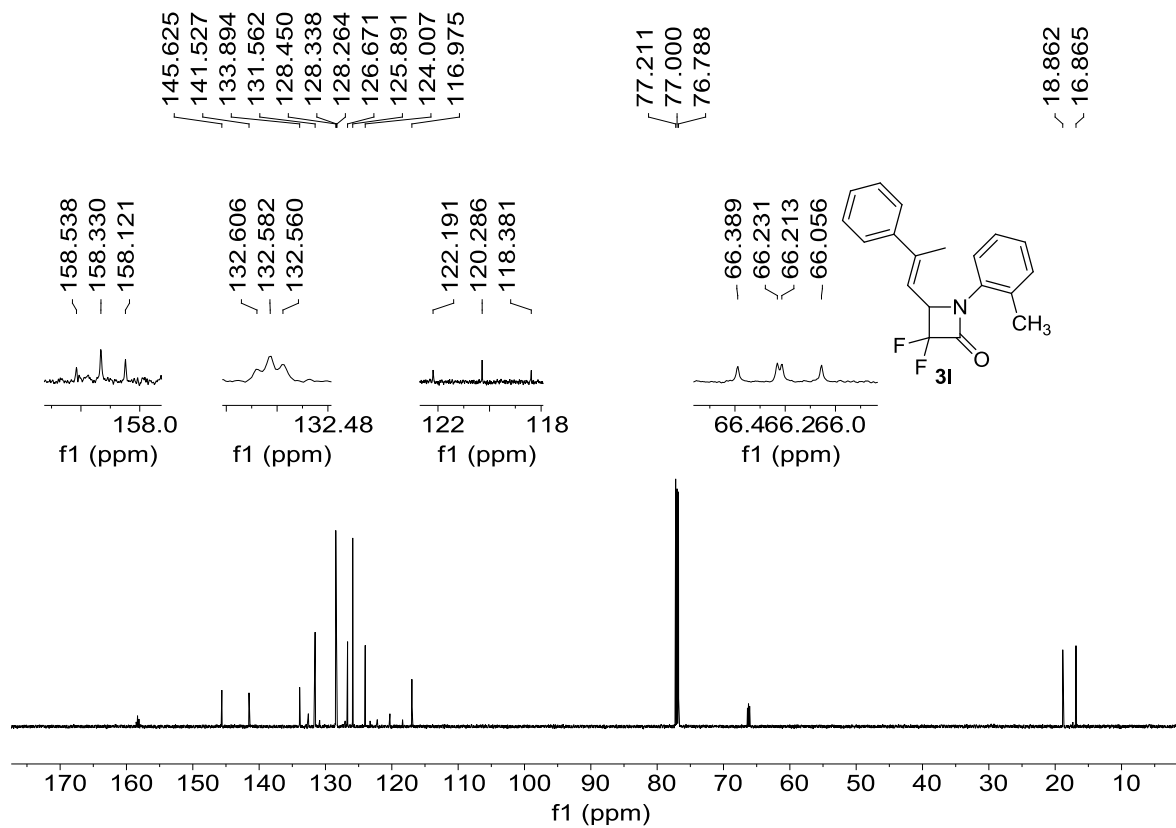 145.625
141.527
133.894
131.562
128.450
128.338
128.264
126.671
125.891
124.007
116.975
77.211
77.000
76.788
18.862
16.865
158.538
158.330
158.121
132.606
132.582
132.560
122.191
120.286
118.381
66.389
66.231
66.213
66.056
N
CH3
F
F
O
3l
158.0
132.48
122 118
66.4 66.2 66.0
f1 (ppm)
f1 (ppm)
f1 (ppm)
f1 (ppm)
170 160 150 140 130 120 110 100 90 80 70 60 50 40 30 20 10
f1 (ppm)